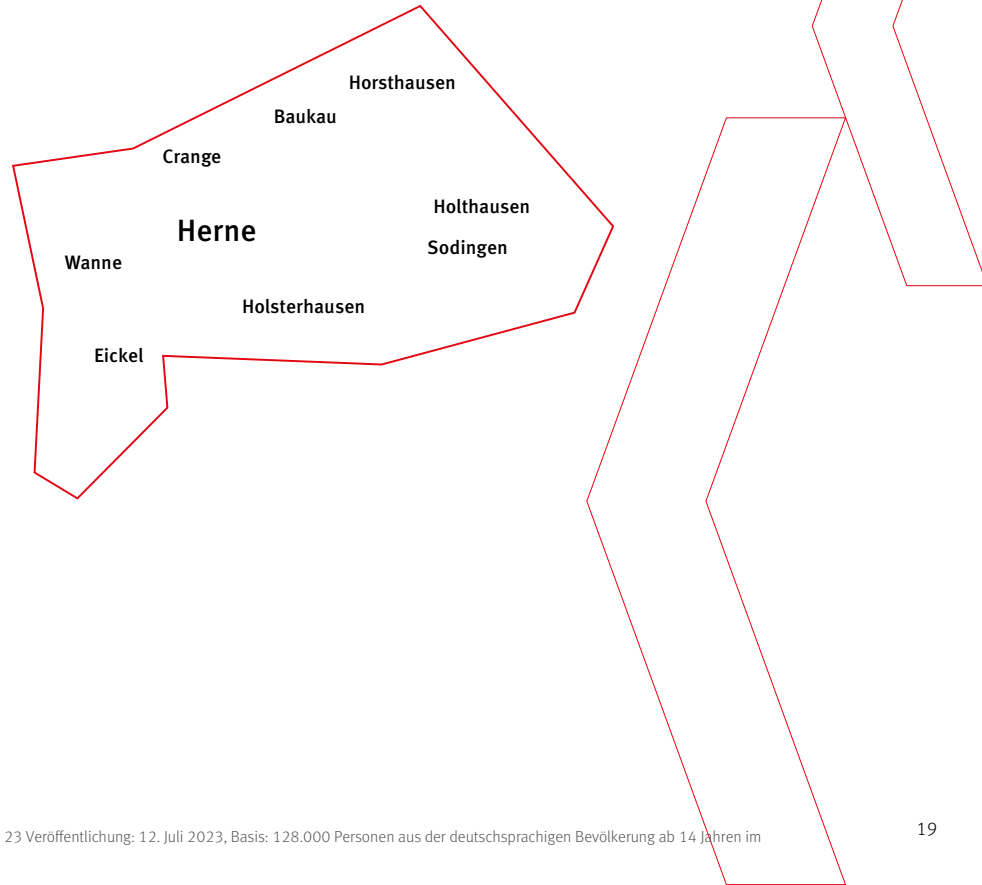 Horsthausen
Baukau
Crange
Holthausen
Herne
Sodingen
Wanne
Holsterhausen
Eickel
23 Veröffentlichung: 12. Juli 2023, Basis: 128.000 Personen aus der deutschsprachigen Bevölkerung ab 14 Jahren im
19